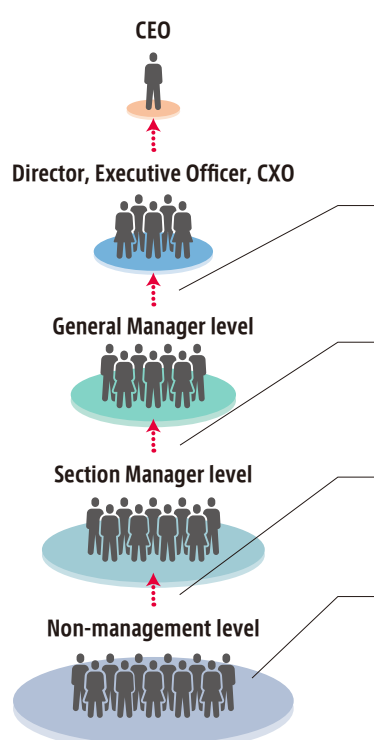 CEO
Director, Executive Officer, CXO
General Manager level
Section Manager level
Non-management level